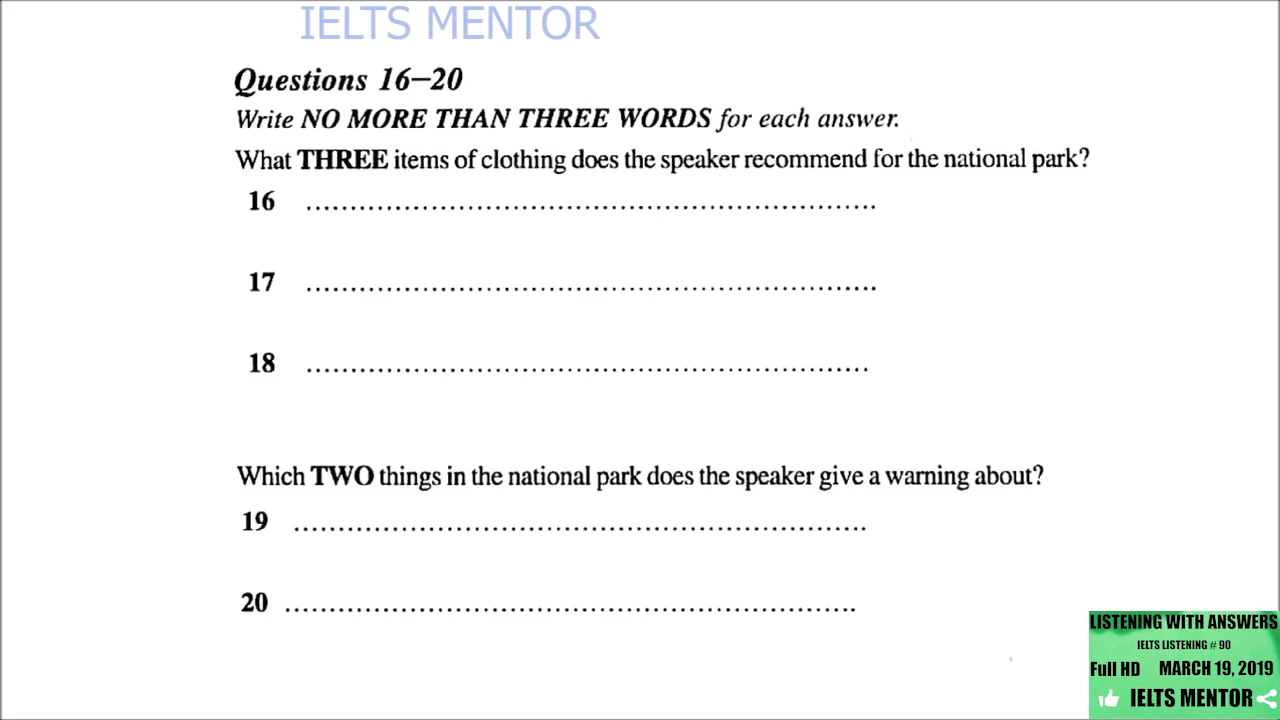 IELTS MENTOR
Questions 16–20
Write NO MORE THAN THREE WORDS for each answer.
What THREE items of clothing does the speaker recommend for the national park?
16 ................................................................
17 ................................................................
18 ................................................................
Which TWO things in the national park does the speaker give a warning about?
19 ................................................................
20 ................................................................
LISTENING WITH ANSWERS
IELTS LISTENING # 90
Full HD MARCH 19, 2019
IELTS MENTOR